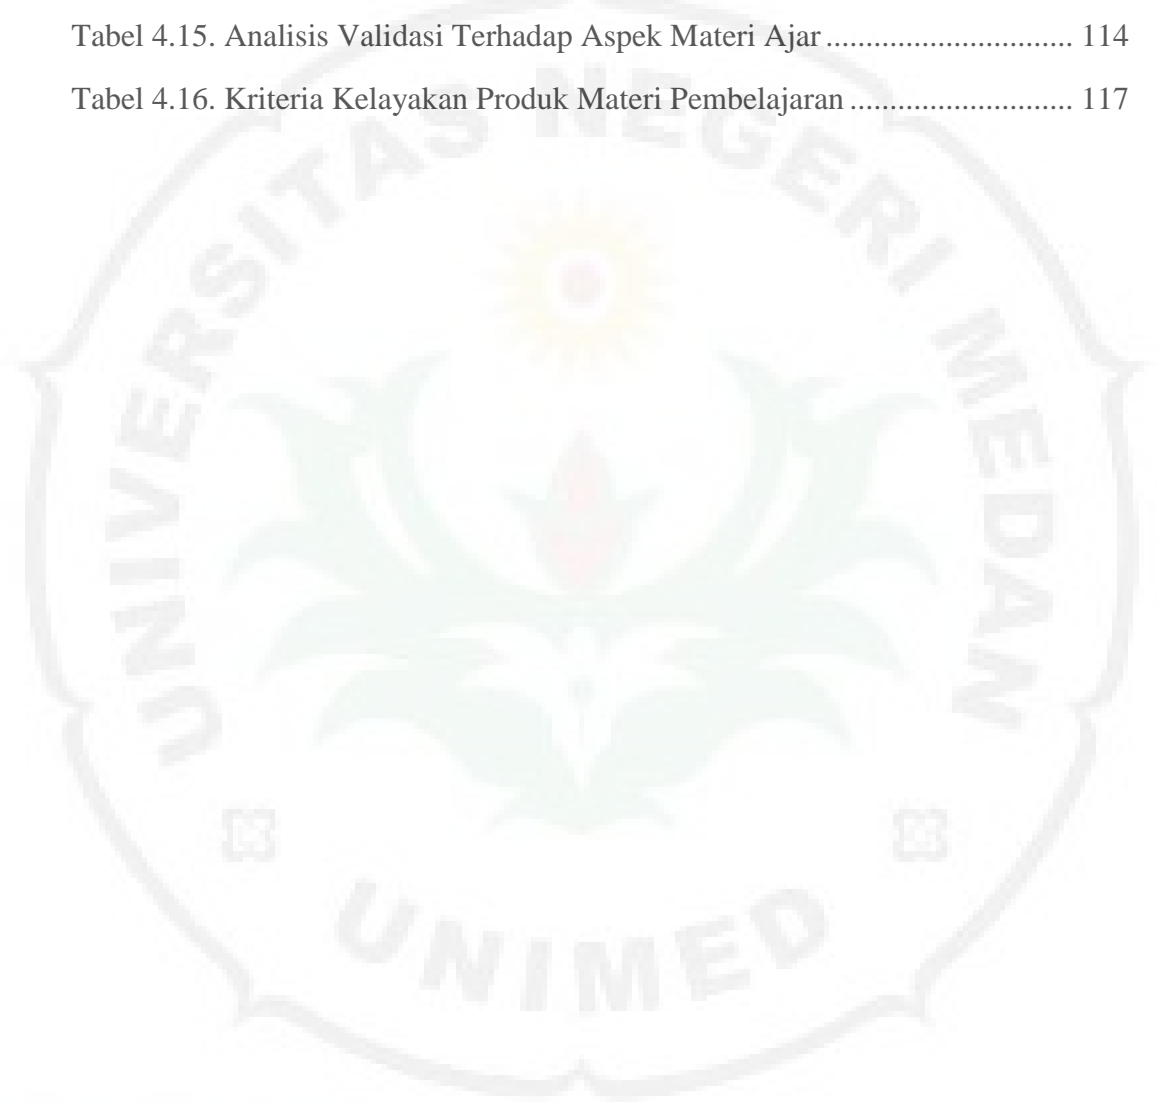 Tabel 4.15. Analisis Validasi Terhadap Aspek Materi Ajar ............................... 114
Tabel 4.16. Kriteria Kelayakan Produk Materi Pembelajaran ............................ 117
UNIVERSITAS NEGERI MEDAN
UNIMED